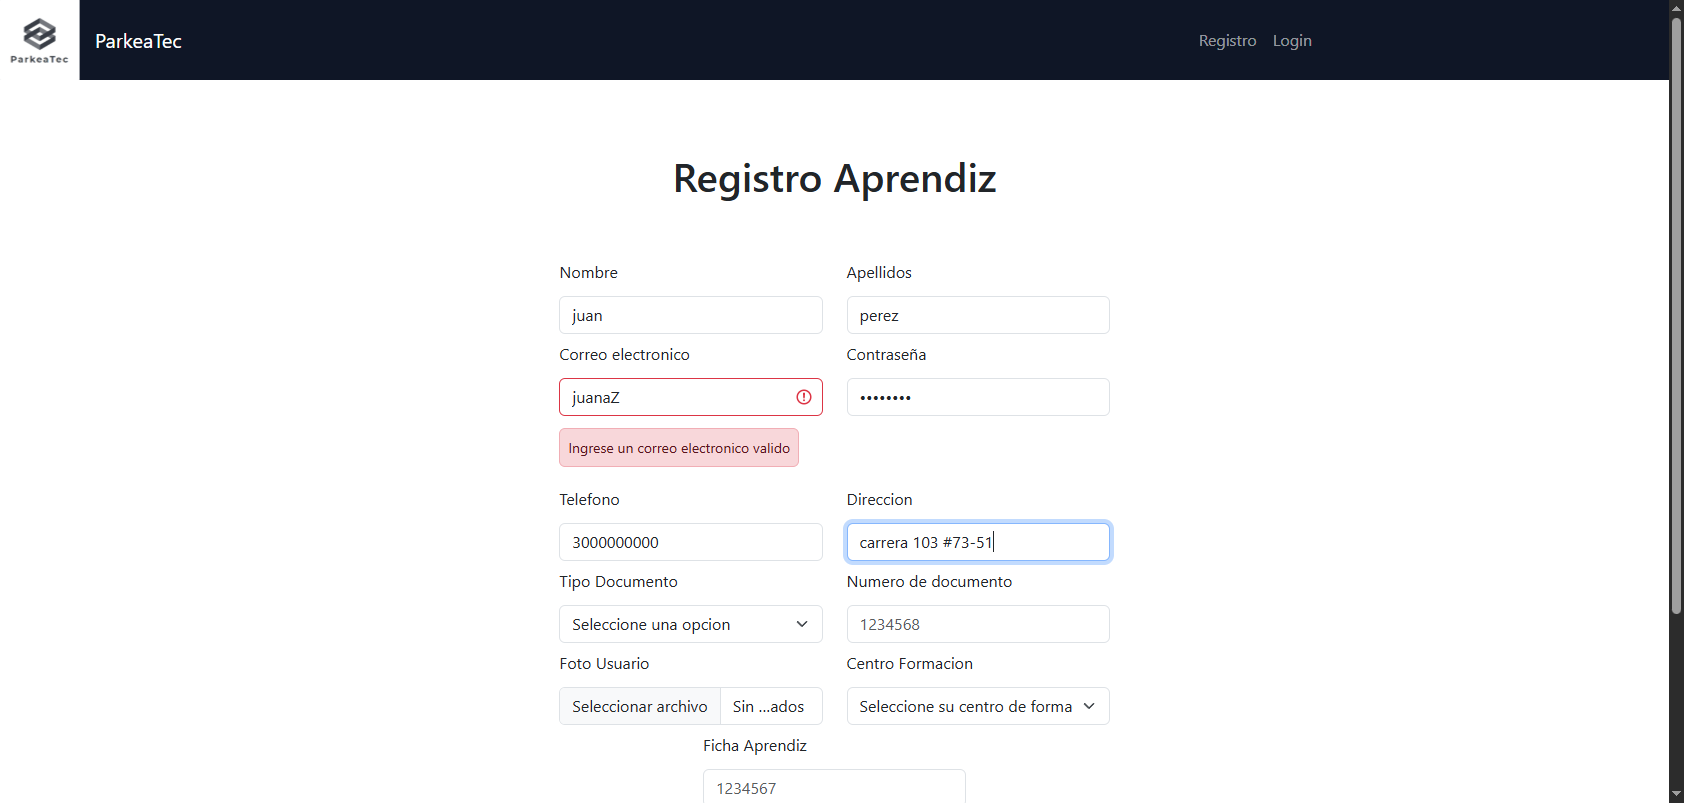 ParkeaTec
ParkeaTec
Registro Login
Registro Aprendiz
Nombre Apellidos
juan perez
Correo electronico Contraseña
juanaZ ••••••••
Ingrese un correo electronico valido
Telefono Direccion
3000000000 carrera 103 #73-51
Tipo Documento Numero de documento
Seleccione una opcion 1234568
Foto Usuario Centro Formacion
Seleccionar archivo Sin ...ados Seleccione su centro de forma
Ficha Aprendiz
1234567